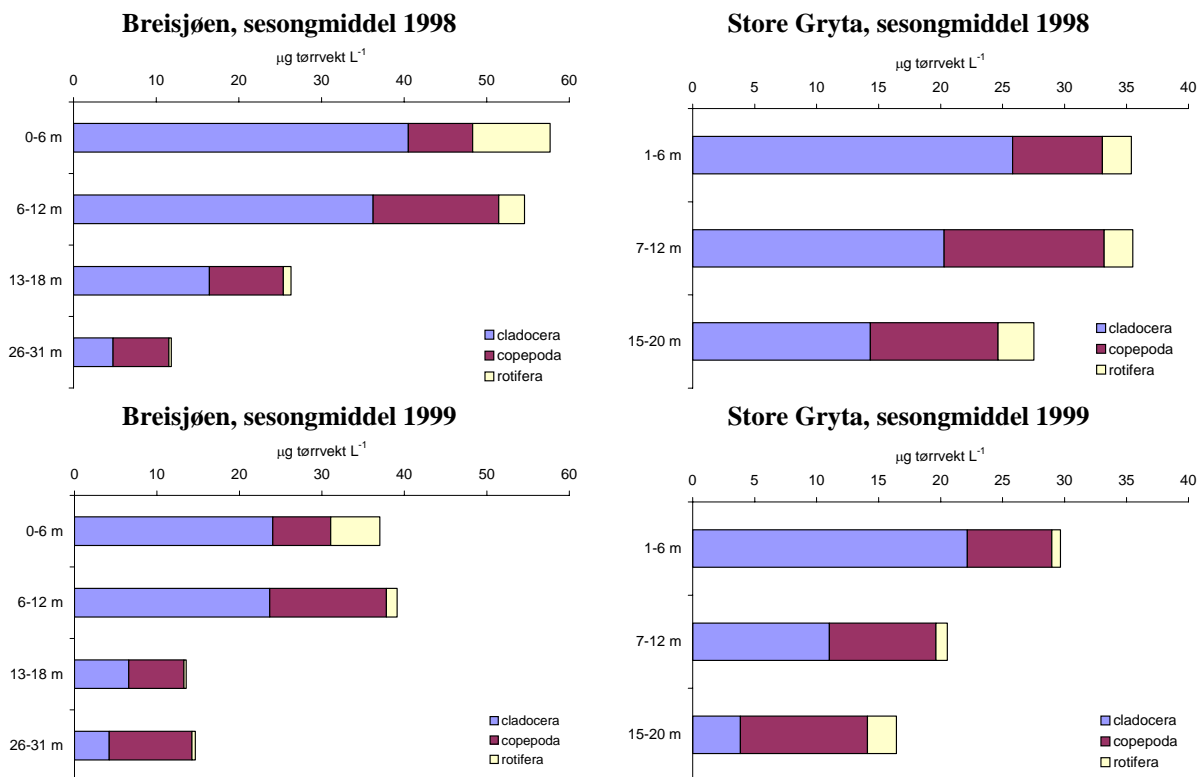 Breisjøen, sesongmiddel 1998
µg tørrvekt L-1
0 10 20 30 40 50 60
0-6 m
6-12 m
13-18 m
26-31 m
cladocera
copepoda
rotifera
Store Gryta, sesongmiddel 1998
µg tørrvekt L-1
0 5 10 15 20 25 30 35 40
1-6 m
7-12 m
15-20 m
cladocera
copepoda
rotifera
Breisjøen, sesongmiddel 1999
µg tørrvekt L-1
0 10 20 30 40 50 60
0-6 m
6-12 m
13-18 m
26-31 m
cladocera
copepoda
rotifera
Store Gryta, sesongmiddel 1999
µg tørrvekt L-1
0 5 10 15 20 25 30 35 40
1-6 m
7-12 m
15-20 m
cladocera
copepoda
rotifera